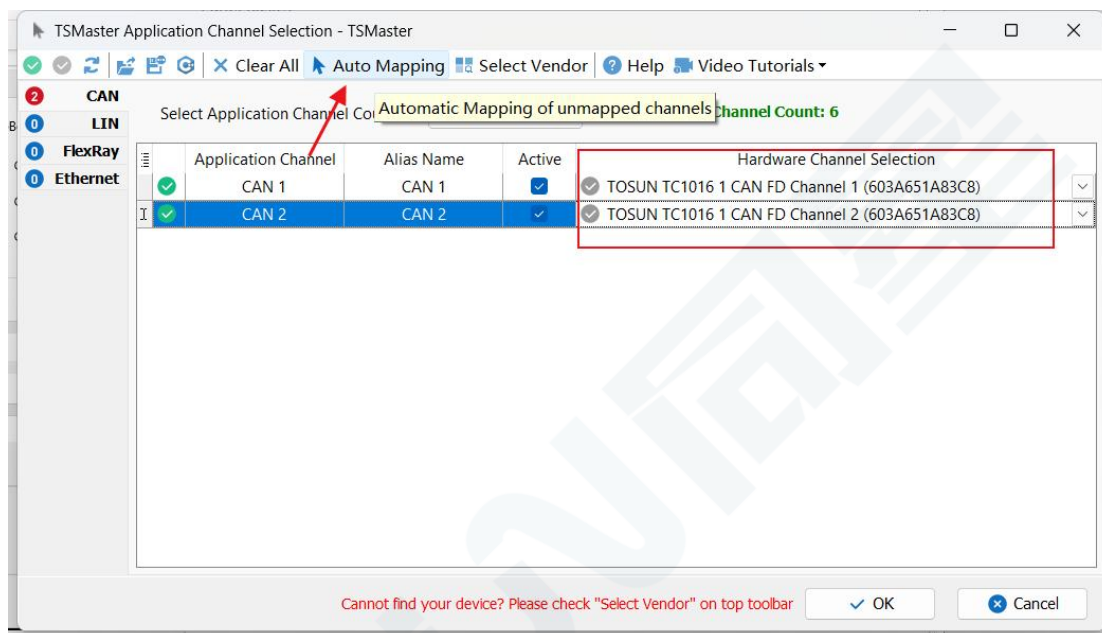 TSMaster Application Channel Selection - TSMaster
Clear All Auto Mapping Select Vendor Help Video Tutorials
2 CAN
0 LIN
0 FlexRay
0 Ethernet
Select Application Channel Co
Automatic Mapping of unmapped channels
Channel Count: 6
Application Channel Alias Name Active Hardware Channel Selection
CAN 1 CAN 1 TOSUN TC1016 1 CAN FD Channel 1 (603A651A83C8)
CAN 2 CAN 2 TOSUN TC1016 1 CAN FD Channel 2 (603A651A83C8)
Cannot find your device? Please check "Select Vendor" on top toolbar OK Cancel